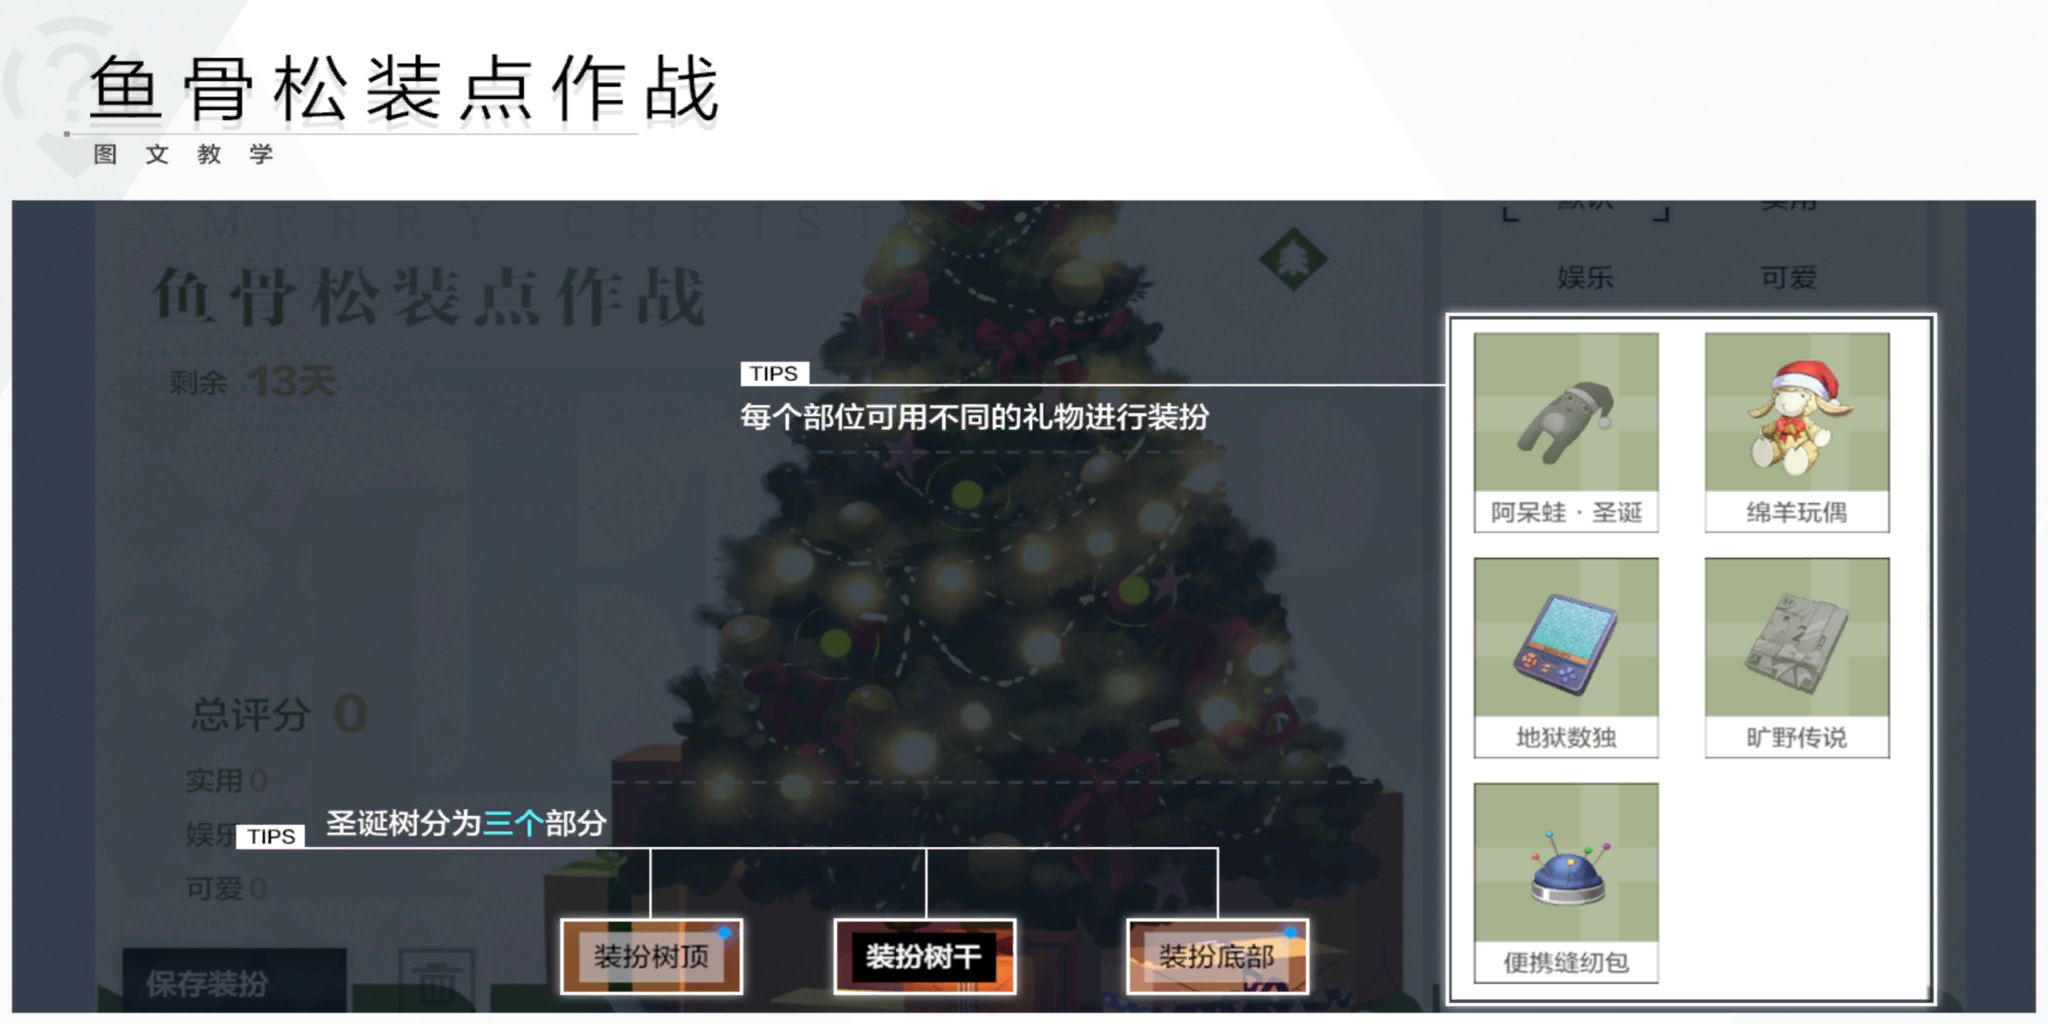 鱼骨松装点作战
图文教学
MERRY CHRIST
默认 实用
娱乐 可爱
鱼骨松装点作战
剩余 13天
TIPS
每个部位可用不同的礼物进行装扮
阿呆蛙·圣诞
绵羊玩偶
地狱数独
旷野传说
便携缝纫包
总评分 0
实用 0
娱乐
可爱 0
TIPS
圣诞树分为三个部分
装扮树顶
装扮树干
装扮底部
保存装扮